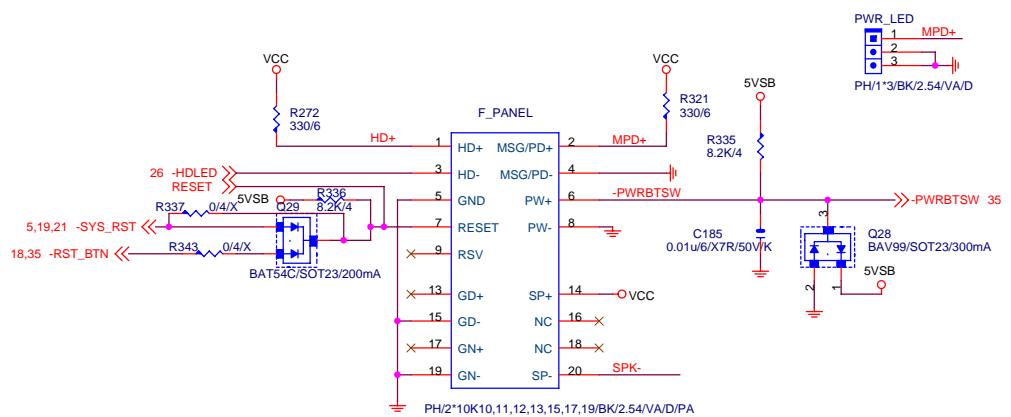 PWR_LED
1
MPD+
2
3
PH/1*3/BK/2.54/VA/D
VCC
VCC
5VSB
R272
330/6
R321
330/6
F_PANEL
R335
8.2K/4
HD+
1
HD+
MSG/PD+
2
MPD+
26 -HDLED
3
HD-
MSG/PD-
4
RESET
5VSB
R336
8.2K/4
5
GND
PW+
6
-PWRBTSW
-PWRBTSW 35
R337
0/4/X
Q29
5,19,21 -SYS_RST
7
RESET
PW-
8
3
C185
0.01u/6/X7R/50V/K
Q28
BAV99/SOT23/300mA
18,35 -RST_BTN
R343
0/4/X
9
RSV
BAT54C/SOT23/200mA
5VSB
2
1
13
GD+
SP+
14
VCC
15
GD-
NC
16
17
GN+
NC
18
19
GN-
SP-
20
SPK-
PH/2*10K10,11,12,13,15,17,19/BK/2.54/VA/D/PA